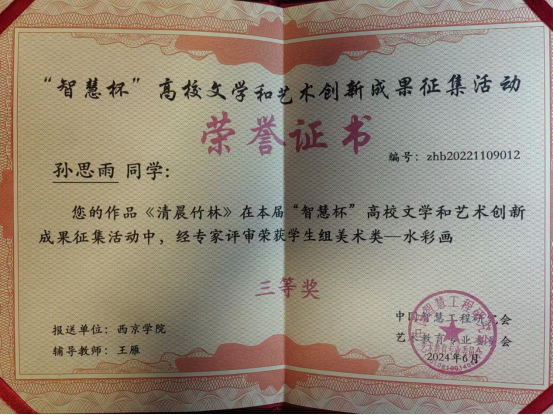 “智慧杯”高校文学和艺术创新成果征集活动
荣誉证书
编号：zhb20221109012
孙思雨 同学：
您的作品《清晨竹林》在本届“智慧杯”高校文学和艺术创新
成果征集活动中，经专家评审荣获学生组美术类—水彩画
三等奖
报送单位：西京学院
辅导教师：王雁
中国智慧工程研究会
艺术教育专业委员会
2024年6月